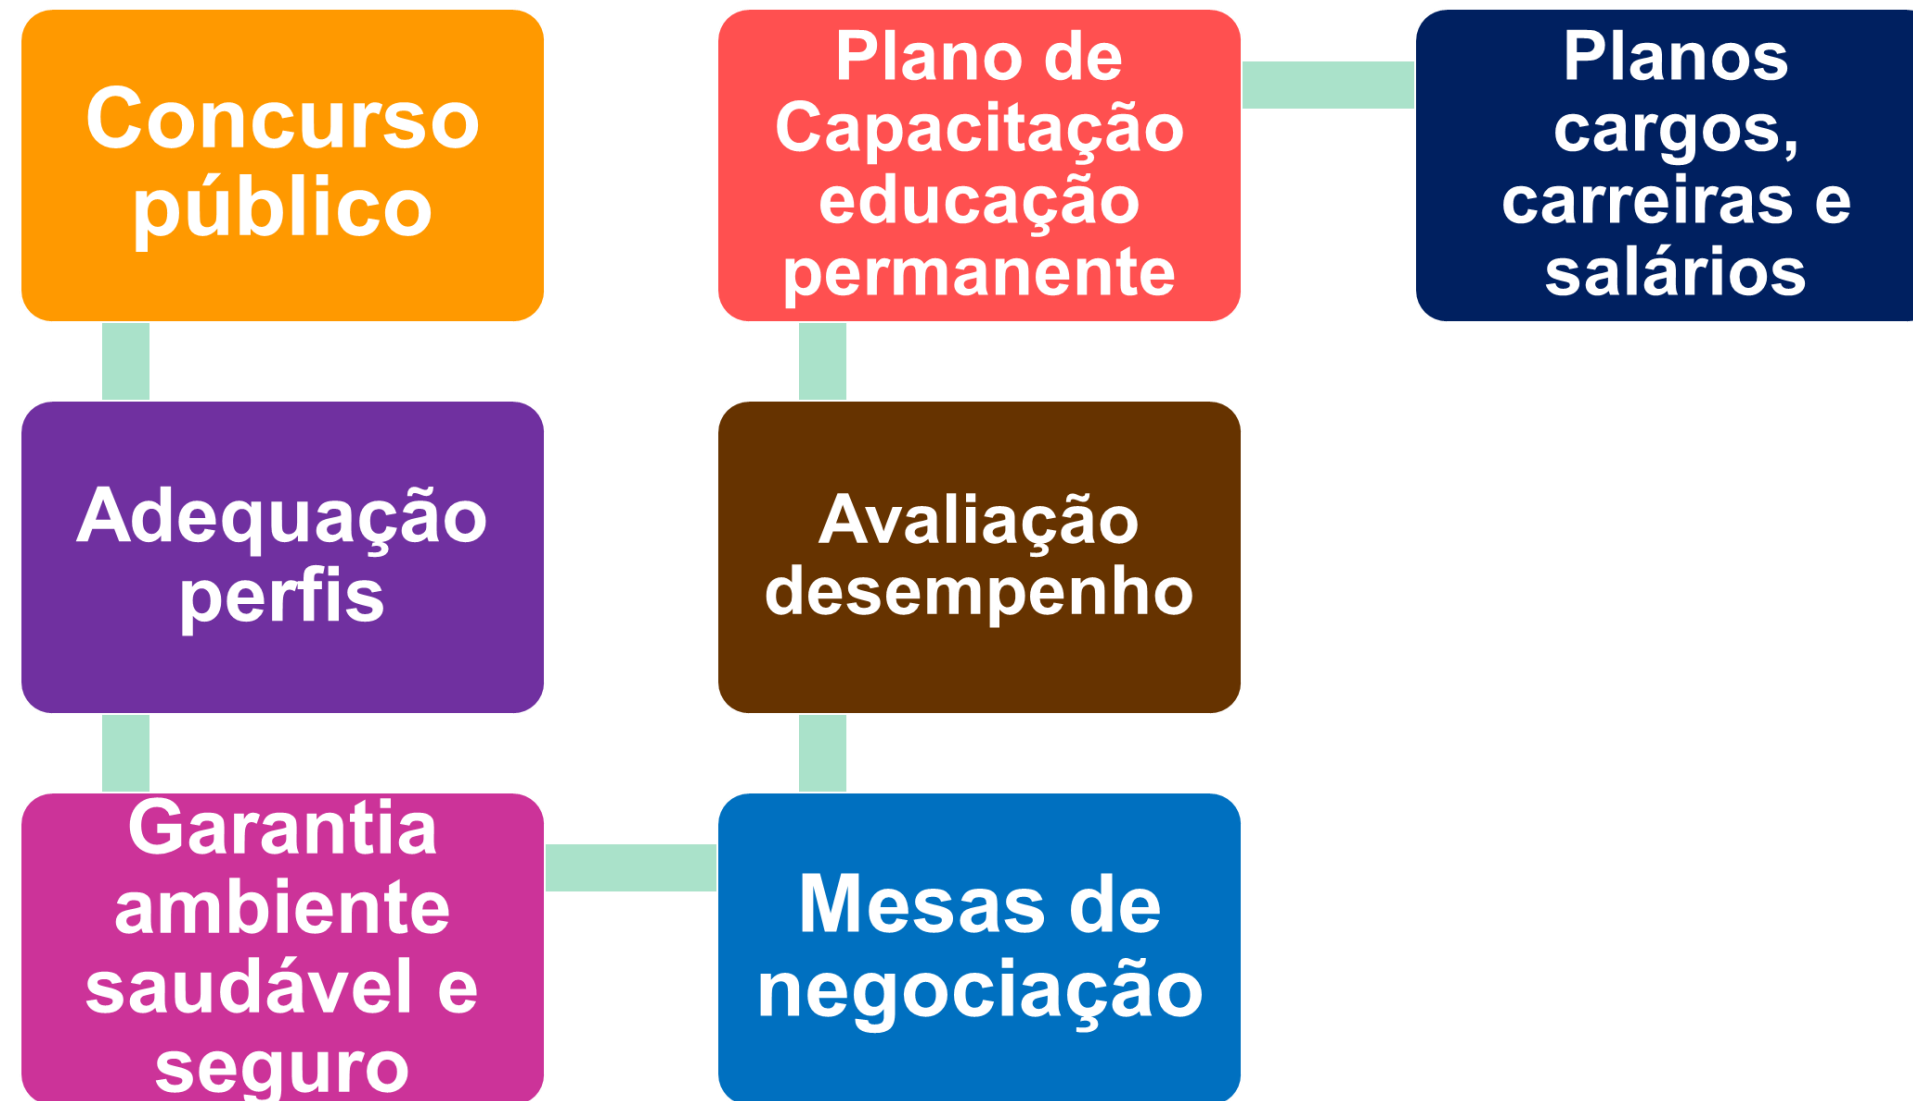 Concurso
público
Adequação
perfis
Garantia
ambiente
saudável e
seguro
Mesas de
negociação
Avaliação
desempenho
Plano de
Capacitação
educação
permanente
Planos
cargos,
carreiras e
salários